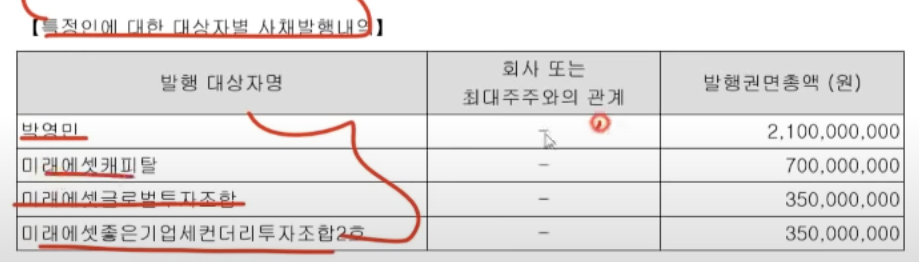 【특정인에 대한 대상자별 사채발행내역】
발행 대상자명 회사 또는 최대주주와의 관계 발행권면총액 (원)
박영민 - 2,100,000,000
미래에셋캐피탈 - 700,000,000
미래에셋글로벌투자조합 - 350,000,000
미래에셋좋은기업세컨더리투자조합2호 - 350,000,000